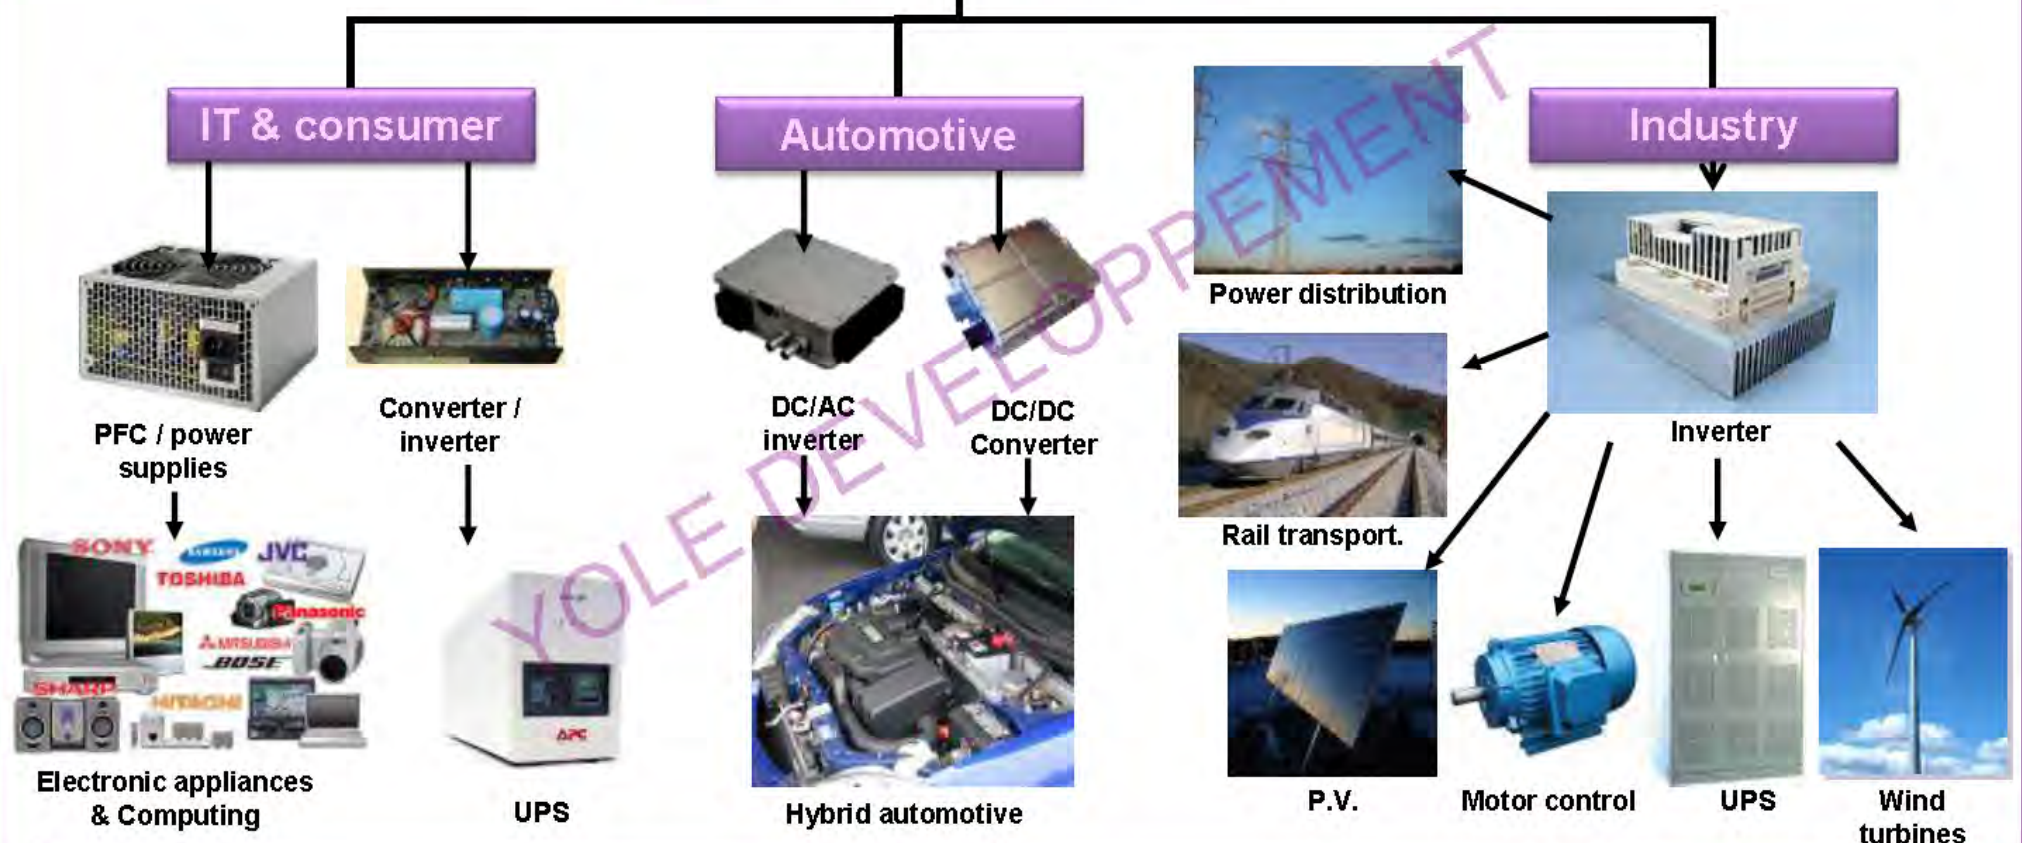 IT & consumer
Automotive
Industry
YOLE DEVELOPPEMENT
Power distribution
Rail transport.
Inverter
PFC / power
supplies
Converter /
inverter
DC/AC
inverter
DC/DC
Converter
SONY
SAMSUNG
JVC
TOSHIBA
Panasonic
MITSUBISHI
BOSE
SHARP
HITACHI
APC
Electronic appliances
& Computing
UPS
Hybrid automotive
P.V.
Motor control
UPS
Wind
turbines